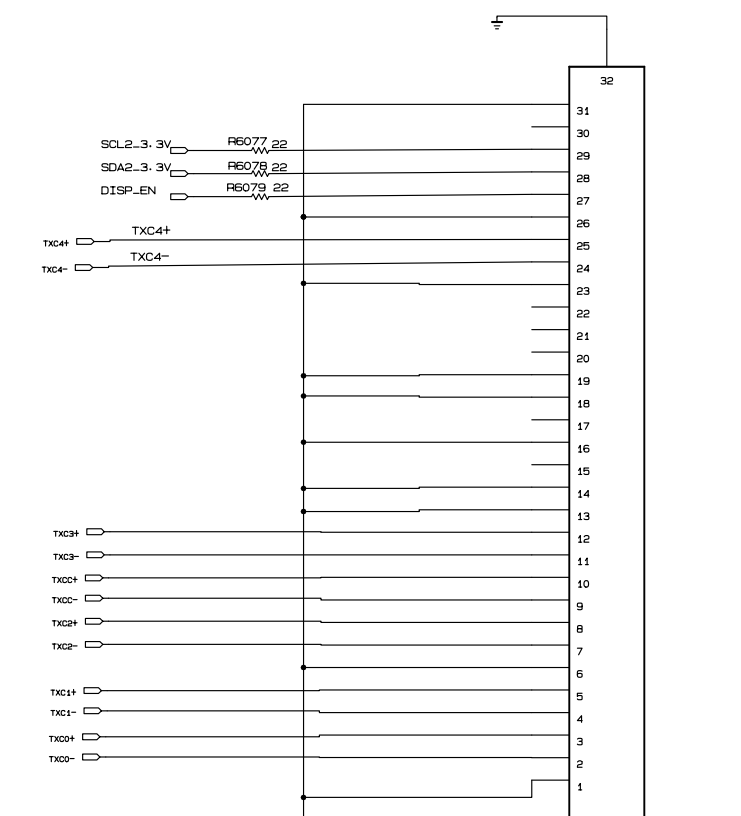 32
31
30
SCL2_3.3V R6077 22 29
SDA2_3.3V R6078 22 28
DISP_EN R6079 22 27
26
TXC4+ TXC4+ 25
TXC4- TXC4- 24
23
22
21
20
19
18
17
16
15
14
13
TXC3+ 12
TXC3- 11
TXCC+ 10
TXCC- 9
TXC2+ 8
TXC2- 7
6
TXC1+ 5
TXC1- 4
TXC0+ 3
TXC0- 2
1